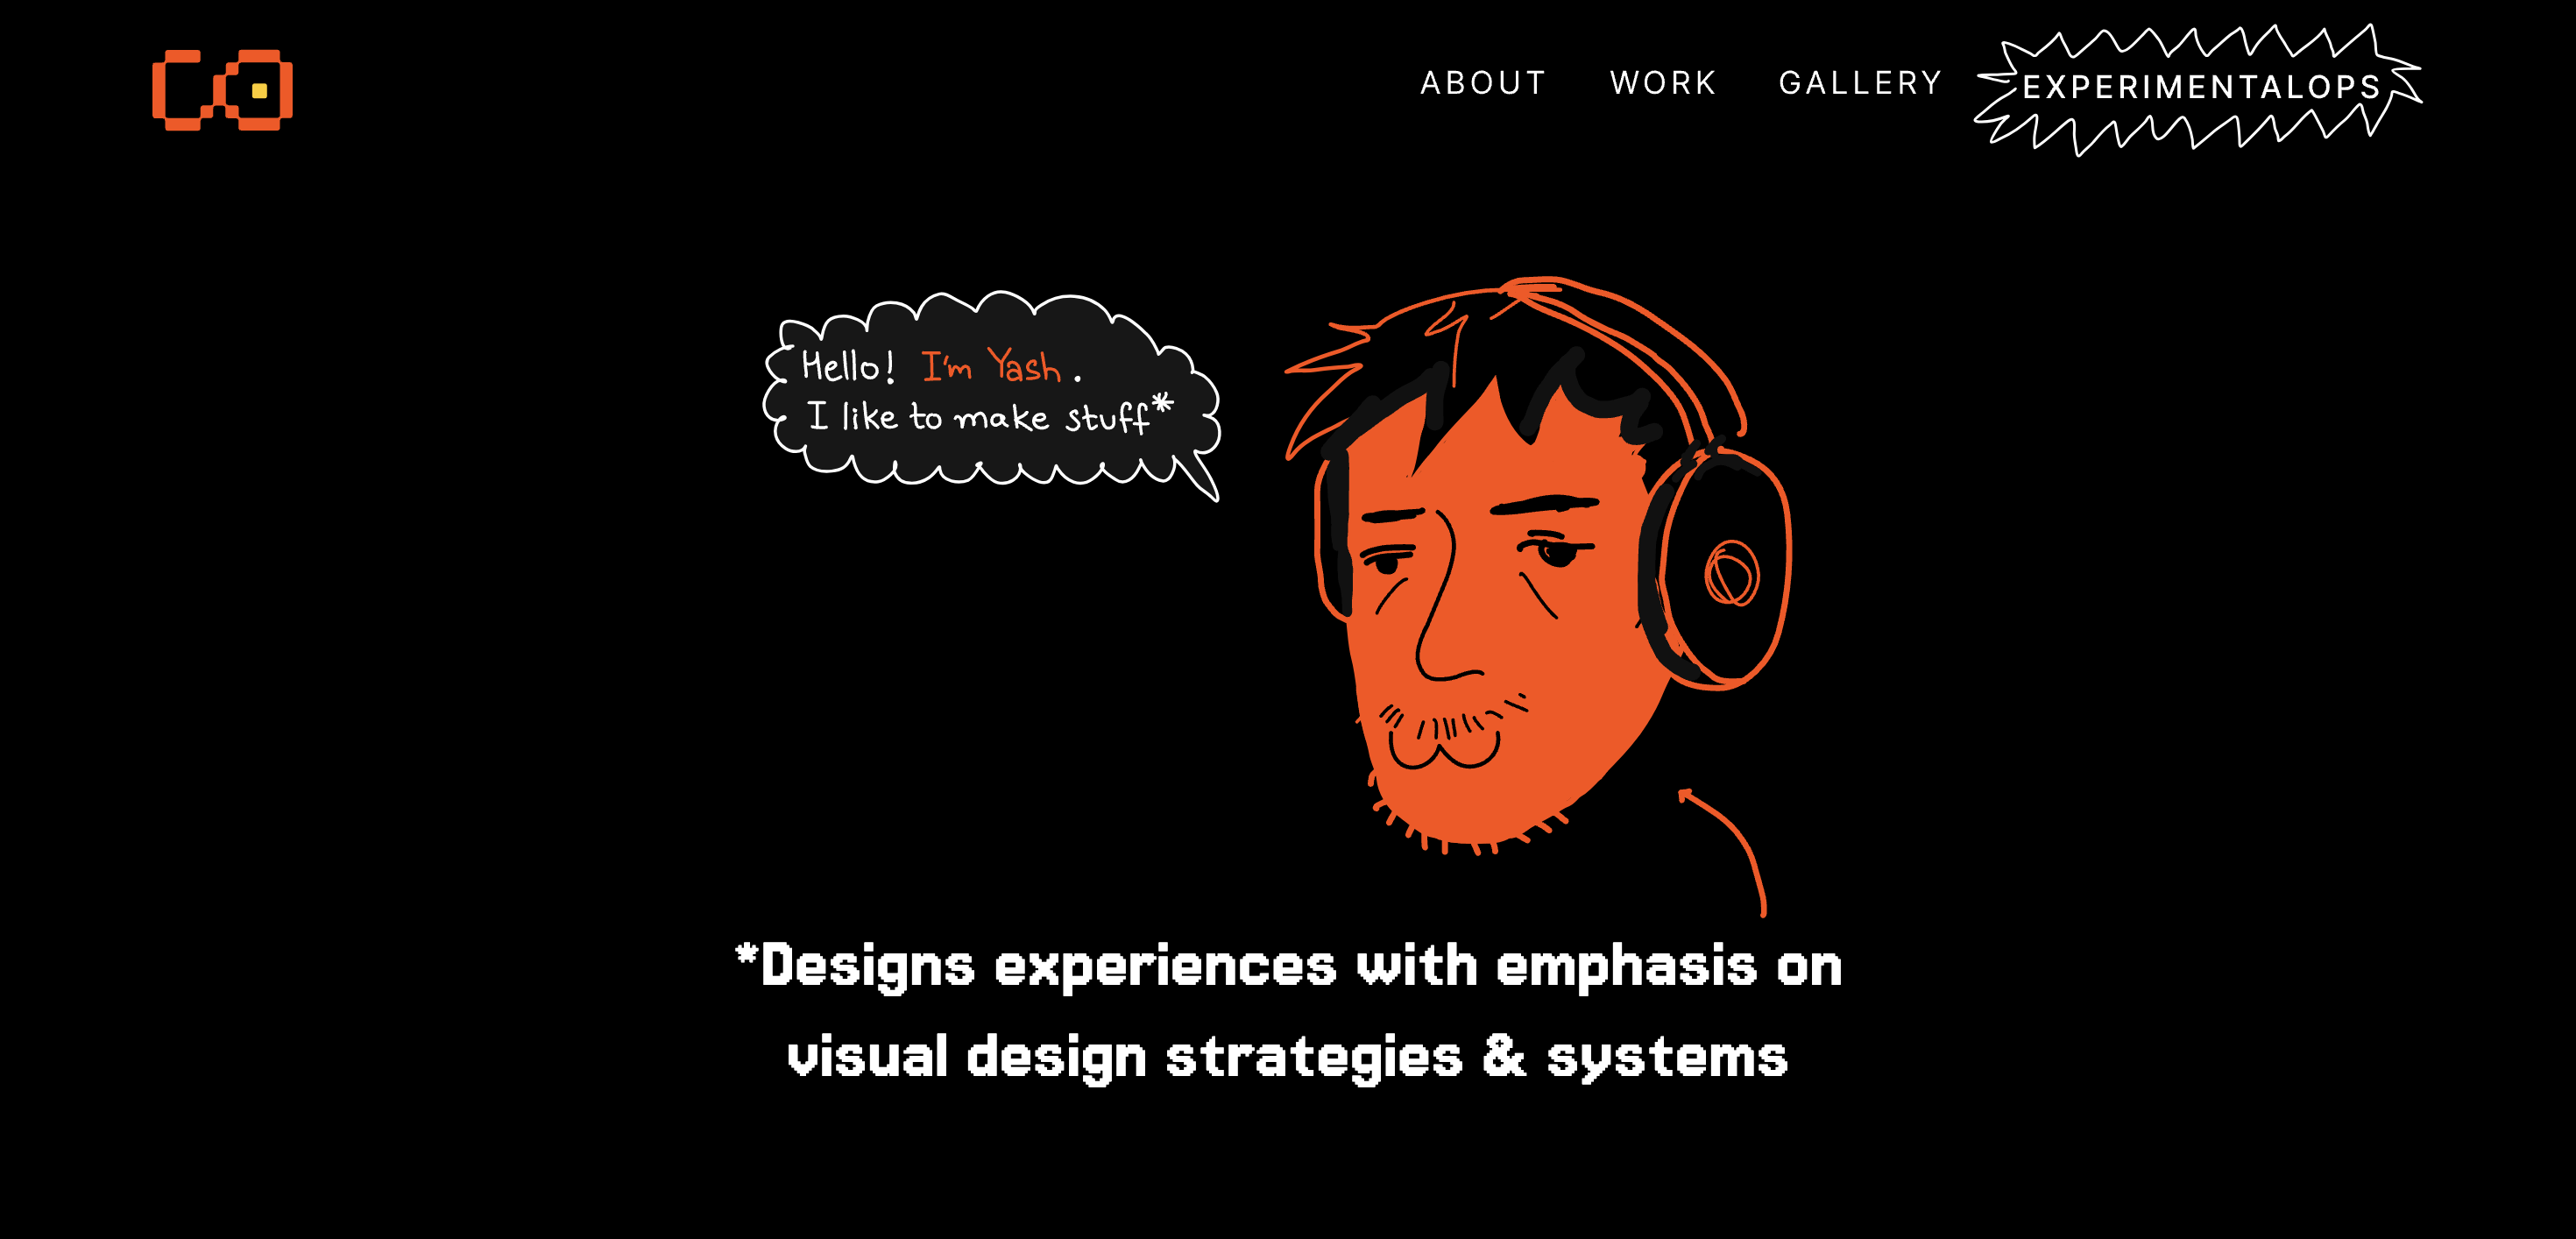 ABOUT WORK GALLERY EXPERIMENTALOPS
Hello! I'm Yash.
I like to make stuff*
*Designs experiences with emphasis on
visual design strategies & systems